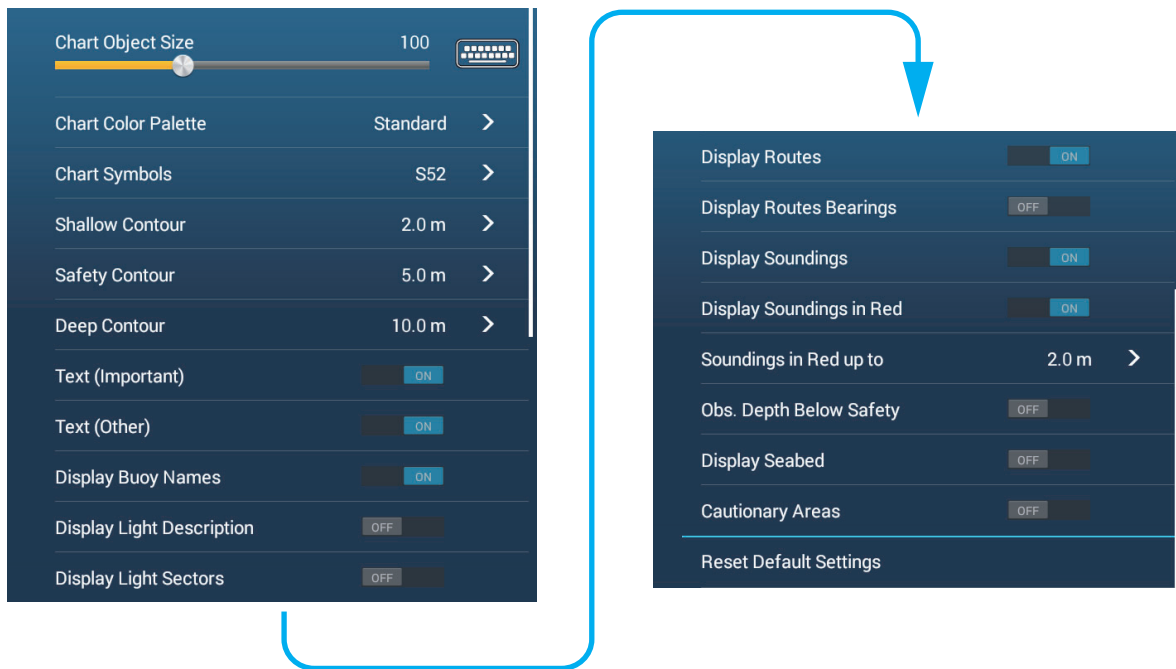 Chart Object Size 100
Chart Color Palette Standard
Chart Symbols S52
Shallow Contour 2.0 m
Safety Contour 5.0 m
Deep Contour 10.0 m
Text (Important) ON
Text (Other) ON
Display Buoy Names ON
Display Light Description OFF
Display Light Sectors OFF
Display Routes ON
Display Routes Bearings OFF
Display Soundings ON
Display Soundings in Red ON
Soundings in Red up to 2.0 m
Obs. Depth Below Safety OFF
Display Seabed OFF
Cautionary Areas OFF
Reset Default Settings